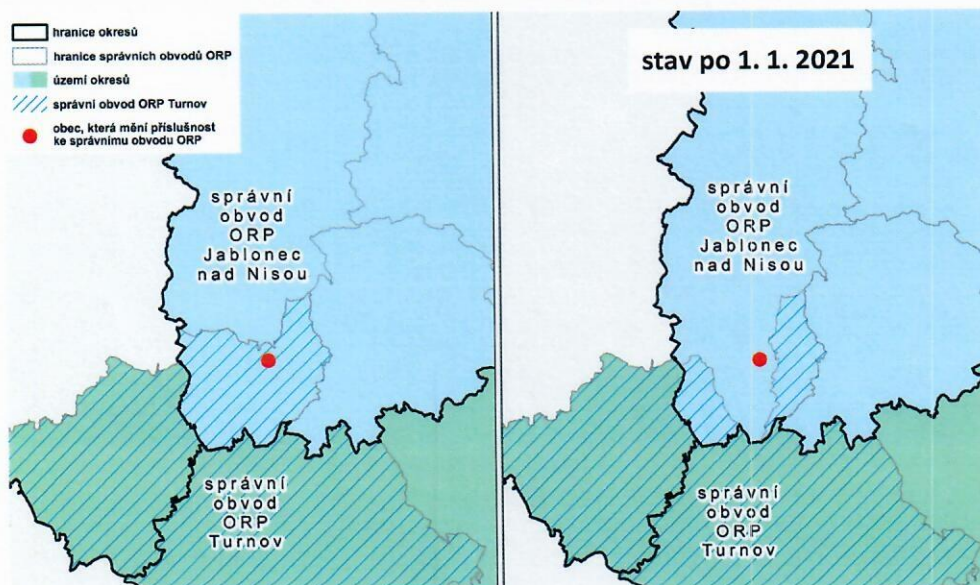 hranice okresů
hranice správních obvodů ORP
území okresů
správní obvod ORP Turnov
obec, která mění příslušnost
ke správnímu obvodu ORP
správní
obvod
ORP
Jablonec
nad Nisou
správní
obvod
ORP
Turnov
stav po 1. 1. 2021
správní
obvod
ORP
Jablonec
nad Nisou
správní
obvod
ORP
Turnov